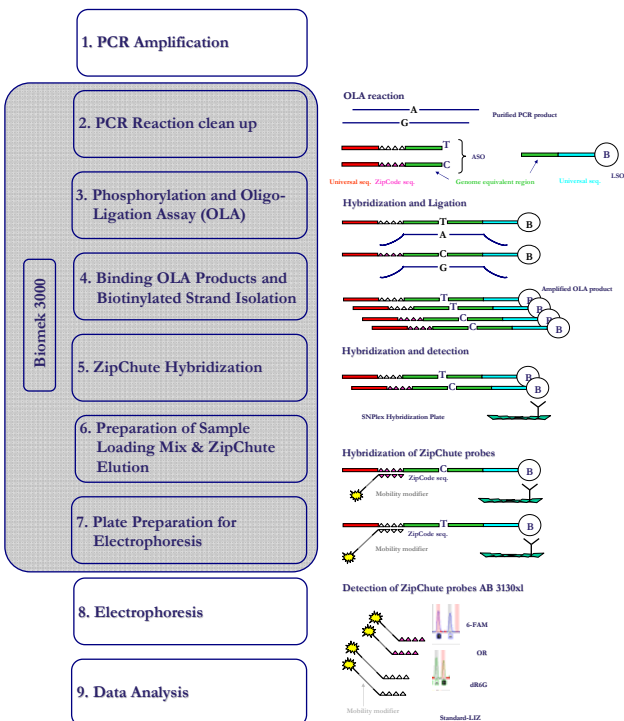 1. PCR Amplification
Biomek 3000
2. PCR Reaction clean up
3. Phosphorylation and Oligo-
Ligation Assay (OLA)
4. Binding OLA Products and
Biotinylated Strand Isolation
5. ZipChute Hybridization
6. Preparation of Sample
Loading Mix & ZipChute
Elution
7. Plate Preparation for
Electrophoresis
8. Electrophoresis
9. Data Analysis
OLA reaction
A
G
Purified PCR product
T
C
ASO
B
LSO
Universal seq. ZipCode seq.
Genome equivalent region
Universal seq.
Hybridization and Ligation
T
B
A
C
B
G
Amplified OLA product
T
B
T
B
C
B
C
B
Hybridization and detection
T
B
C
B
SNPlex Hybridization Plate
Hybridization of ZipChute probes
C
B
ZipCode seq.
Mobility modifier
T
B
ZipCode seq.
Mobility modifier
Detection of ZipChute probes AB 3130xl
6-FAM
OR
dR6G
Mobility modifier
Standard-LIZ